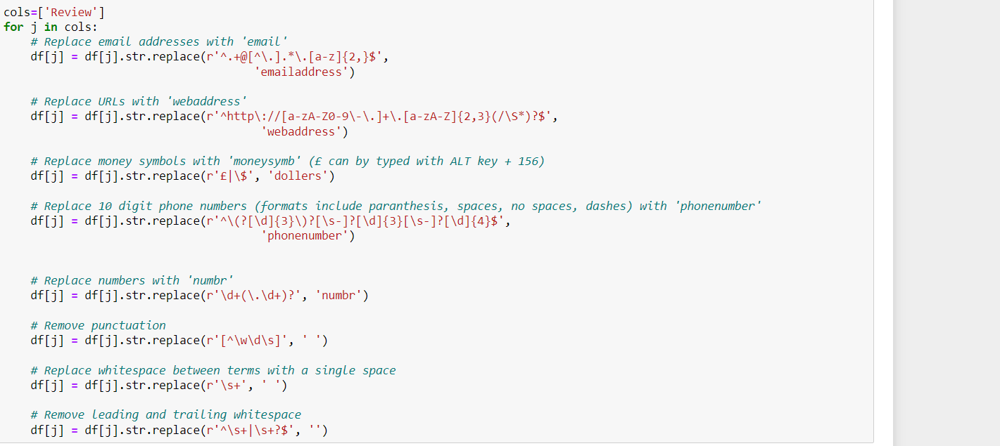 cols=['Review']
for j in cols:
    # Replace email addresses with 'email'
    df[j] = df[j].str.replace(r'^.+@[^\.].*\.[a-z]{2,}$',
                                 'emailaddress')
    # Replace URLs with 'webaddress'
    df[j] = df[j].str.replace(r'^http\://[a-zA-Z0-9\-\.]+\.[a-zA-Z]{2,3}(/\S*)?$',
                                  'webaddress')
    # Replace money symbols with 'moneysymb' (£ can by typed with ALT key + 156)
    df[j] = df[j].str.replace(r'£|\$', 'dollers')
    # Replace 10 digit phone numbers (formats include paranthesis, spaces, no spaces, dashes) with 'phonenumber'
    df[j] = df[j].str.replace(r'^\(?[\d]{3}\)?[\s-]?[\d]{3}[\s-]?[\d]{4}$',
                                  'phonenumber')
    # Replace numbers with 'numbr'
    df[j] = df[j].str.replace(r'\d+(\.\d+)?', 'numbr')
    # Remove punctuation
    df[j] = df[j].str.replace(r'[^\w\d\s]', ' ')
    # Replace whitespace between terms with a single space
    df[j] = df[j].str.replace(r'\s+', ' ')
    # Remove leading and trailing whitespace
    df[j] = df[j].str.replace(r'^\s+|\s+?$', '')